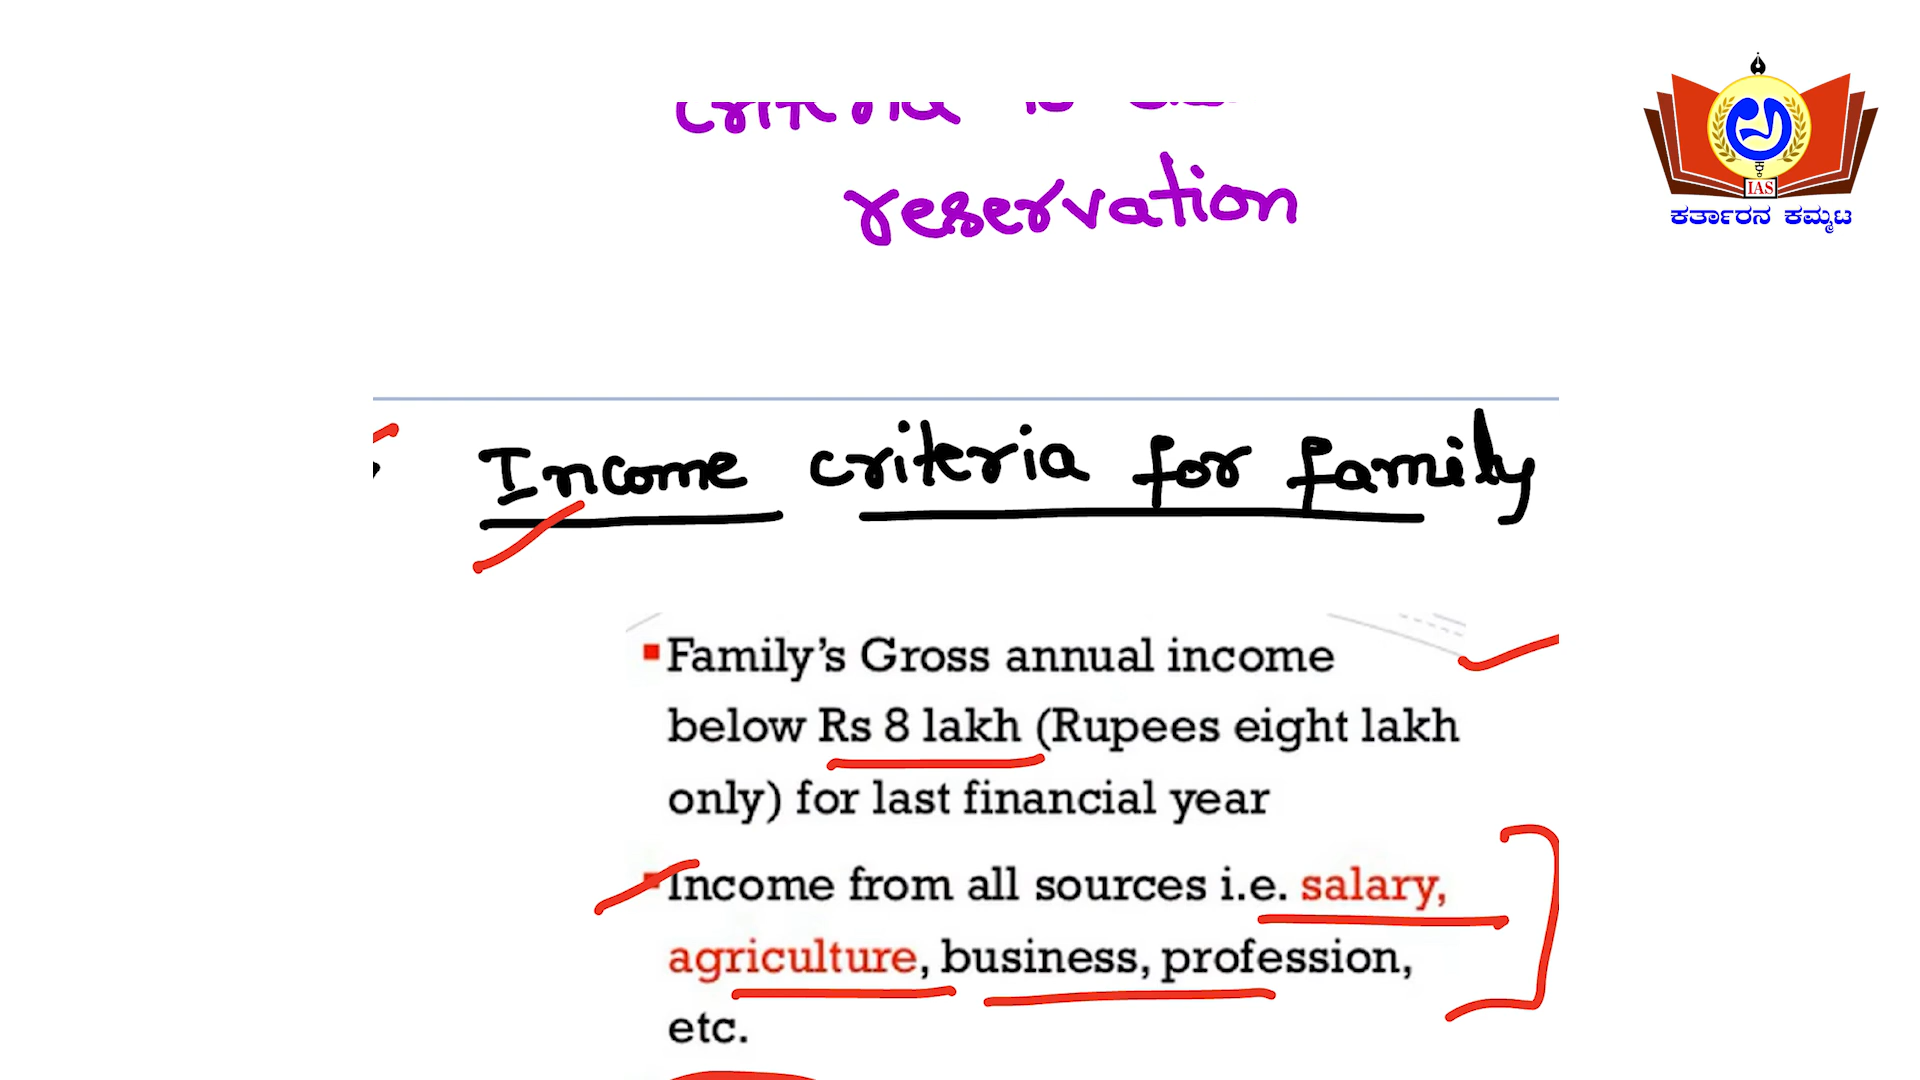 criteria
reservation
ಅ
ಕ್ಕ
IAS
ಕರ್ತಾರನ ಕಮ್ಮಟ
Income criteria for family
Family’s Gross annual income
below Rs 8 lakh (Rupees eight lakh
only) for last financial year
Income from all sources i.e. salary,
agriculture, business, profession,
etc.